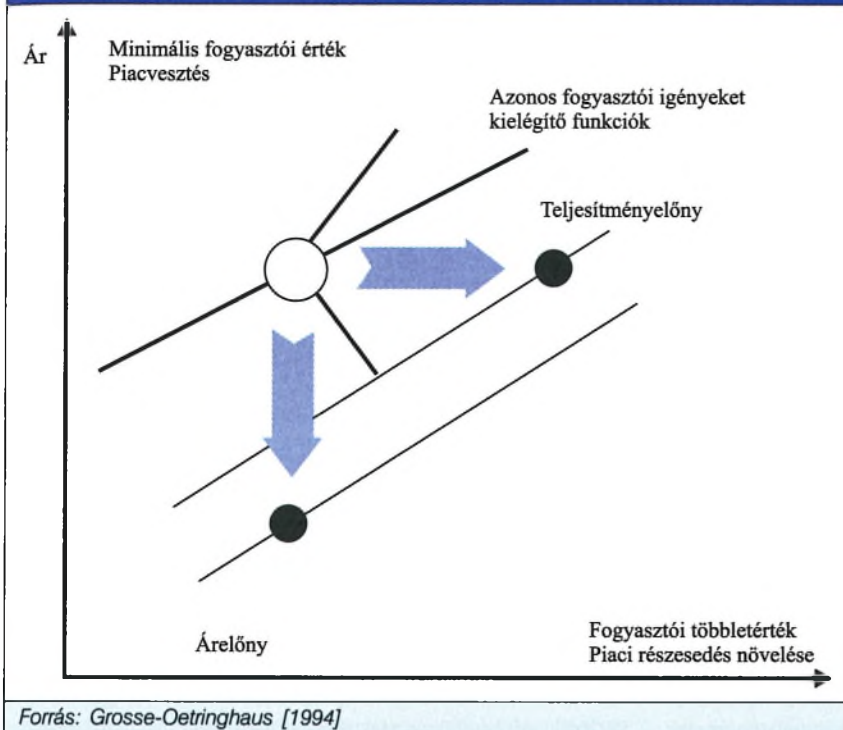 Ár
Minimális fogyasztói érték
Piacvesztés
Azonos fogyasztói igényeket
kielégítő funkciók
Teljesítményelőny
Árelőny
Fogyasztói többletérték
Piaci részesedés növelése
Forrás: Grosse-Oetringhaus [1994]